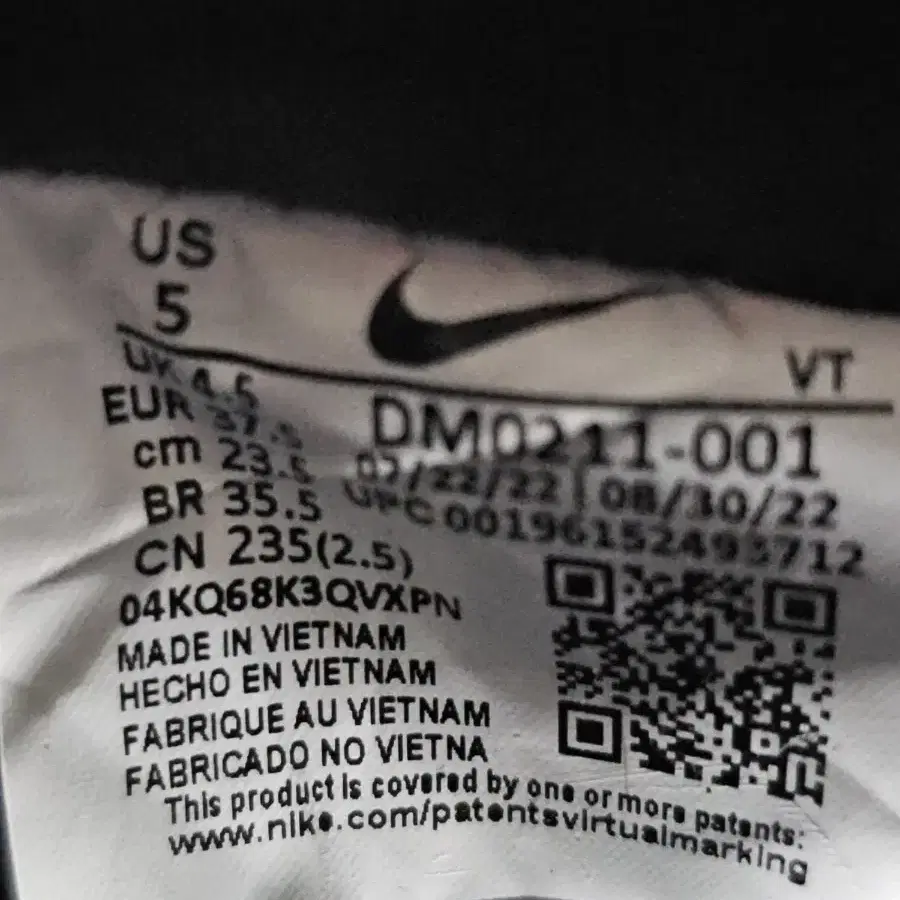 US
5
VT
UK 4.5
EUR 37.5
cm 23.5
BR 35.5
CN 235(2.5)
04KQ68K3QVXPN
DM0211-001
07/22/22 | 08/30/22
UPC
MADE IN VIETNAM
HECHO EN VIETNAM
FABRIQUE AU VIETNAM
FABRICADO NO VIETNA
This product is covered by one or more patents:
www.nike.com/patentsvirtualmarking